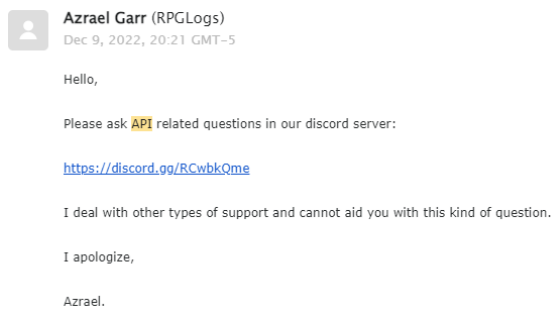 Azrael Garr (RPGLogs)
Dec 9, 2022, 20:21 GMT-5
Hello,
Please ask API related questions in our discord server:
https://discord.gg/RCwbkQme
I deal with other types of support and cannot aid you with this kind of question.
I apologize,
Azrael.